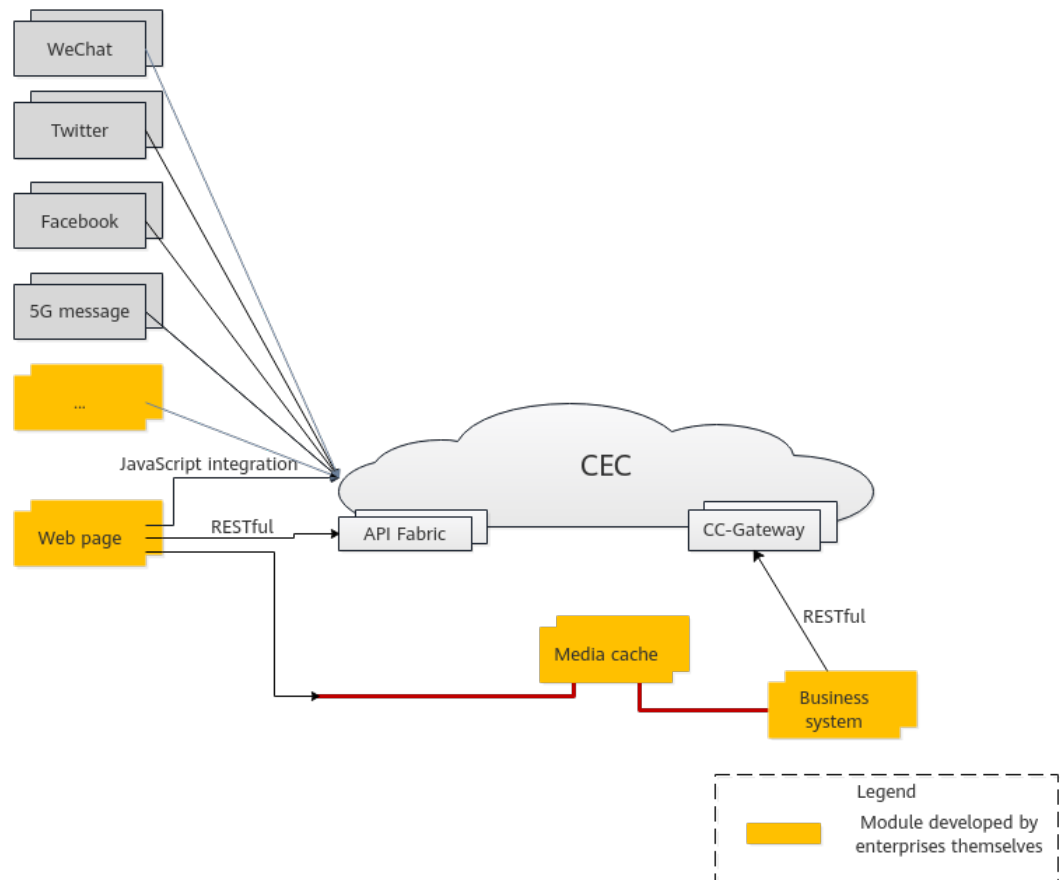 WeChat
Twitter
Facebook
5G message
...
JavaScript integration
CEC
Web page
RESTful
API Fabric
CC-Gateway
RESTful
Media cache
Business
system
Legend
Module developed by
enterprises themselves